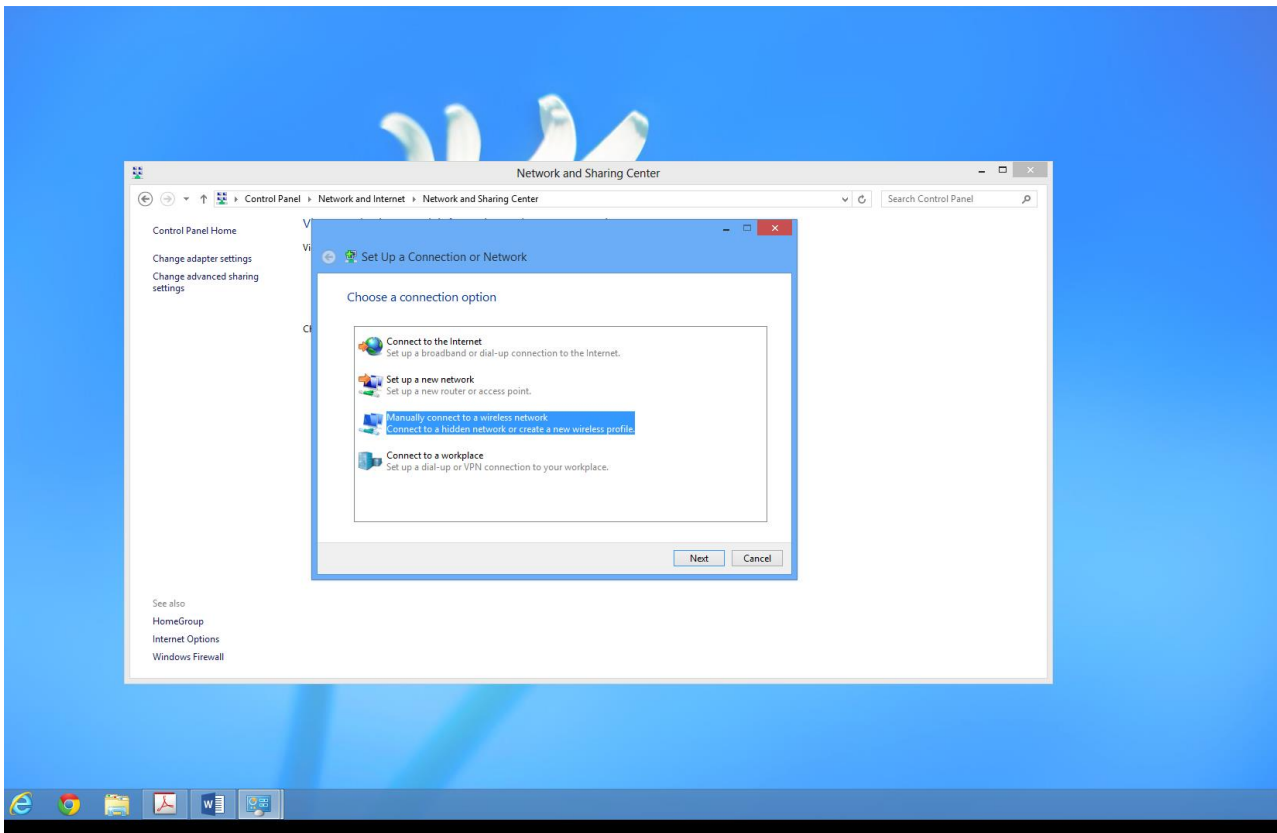 Network and Sharing Center
Control Panel ▸ Network and Internet ▸ Network and Sharing Center
Search Control Panel
Control Panel Home
Change adapter settings
Change advanced sharing
settings
Set Up a Connection or Network
Choose a connection option
Connect to the Internet
Set up a broadband or dial-up connection to the Internet.
Set up a new network
Set up a new router or access point.
Manually connect to a wireless network
Connect to a hidden network or create a new wireless profile.
Connect to a workplace
Set up a dial-up or VPN connection to your workplace.
Next Cancel
See also
HomeGroup
Internet Options
Windows Firewall